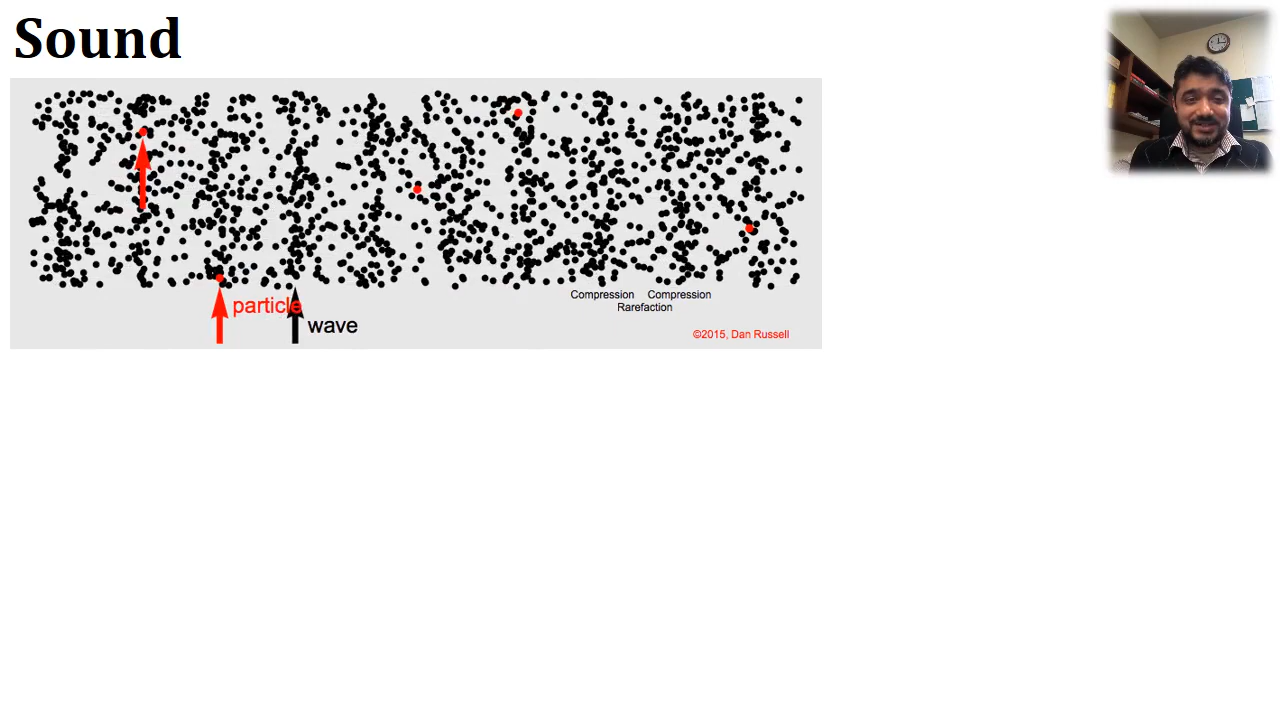 Sound
particle
wave
Compression Compression
Rarefaction
©2015, Dan Russell